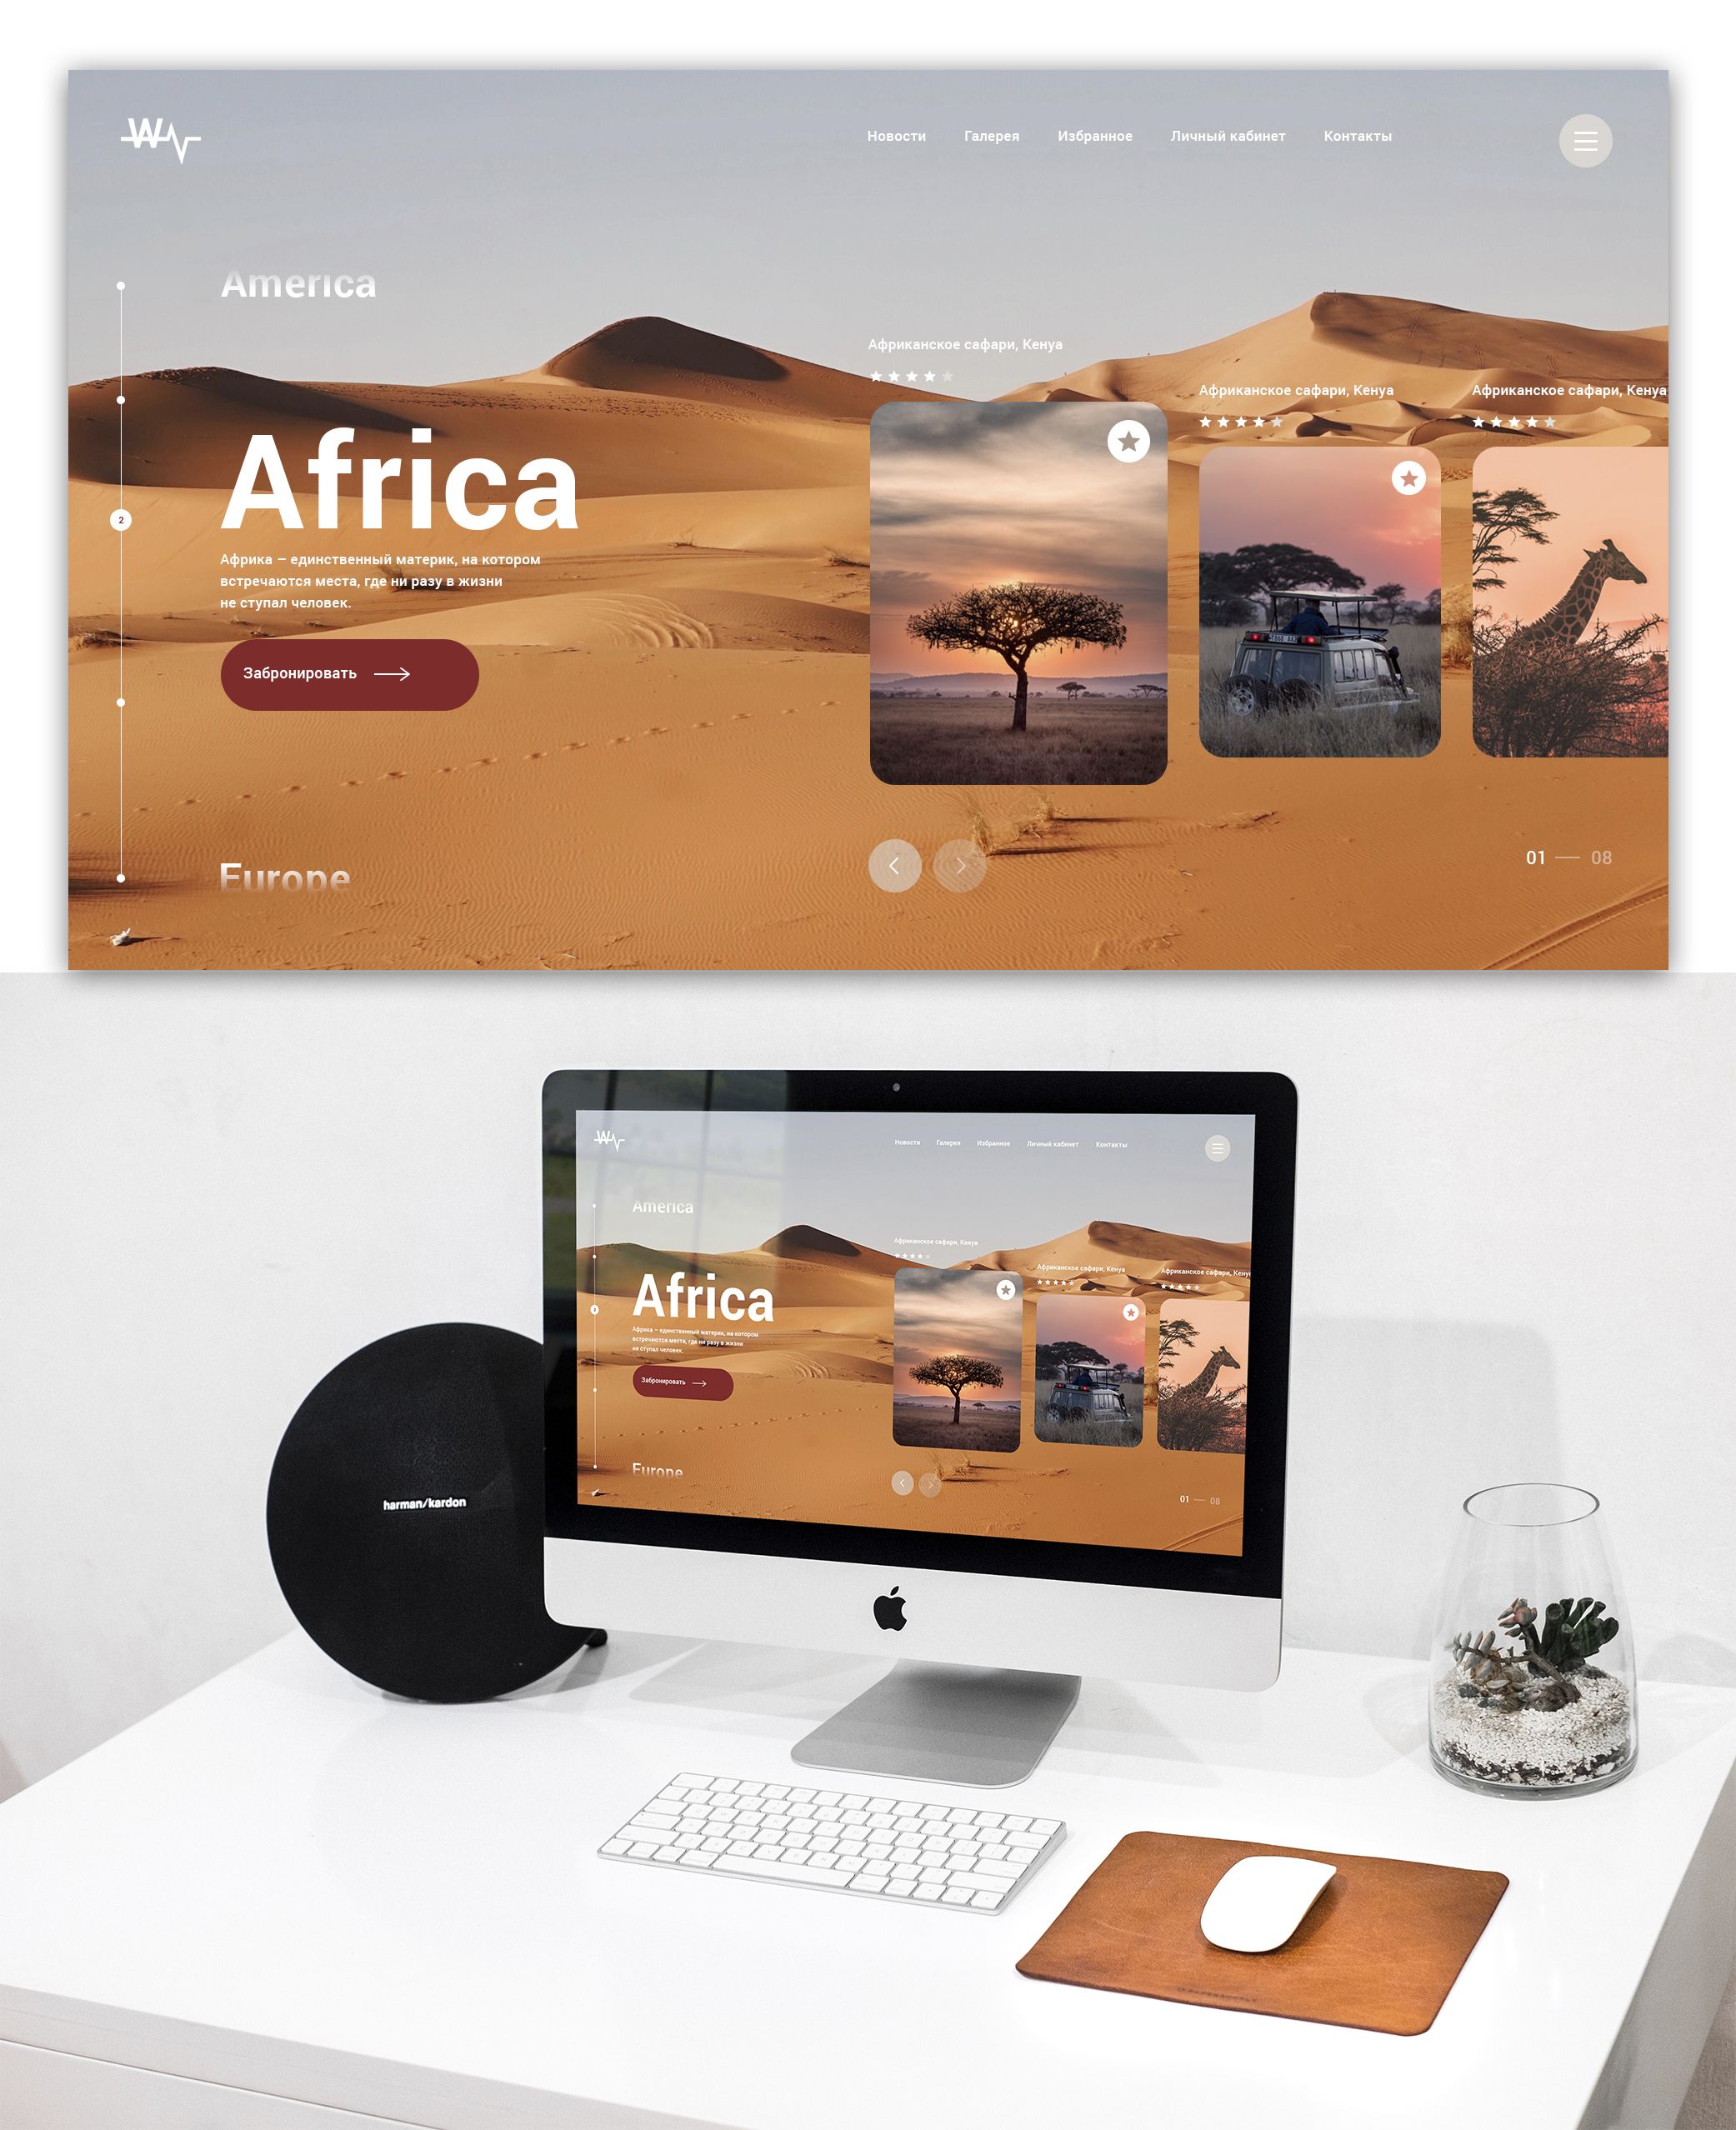 W
Новости Галерея Избранное Личный кабинет Контакты
America
Africa
Африка – единственный материк, на котором
встречаются места, где ни разу в жизни
не ступал человек.
Забронировать
Europe
2
Африканское сафари, Кенуа
Африканское сафари, Кенуа
Африканское сафари, Кенуа
01 — 08
W
Новости Галерея Избранное Личный кабинет Контакты
America
Africa
Африка – единственный материк, на котором
встречаются места, где ни разу в жизни
не ступал человек.
Забронировать
Europe
Африканское сафари, Кенуа
Африканское сафари, Кенуа
Африканское сафари, Кенуа
01 — 08
harman/kardon